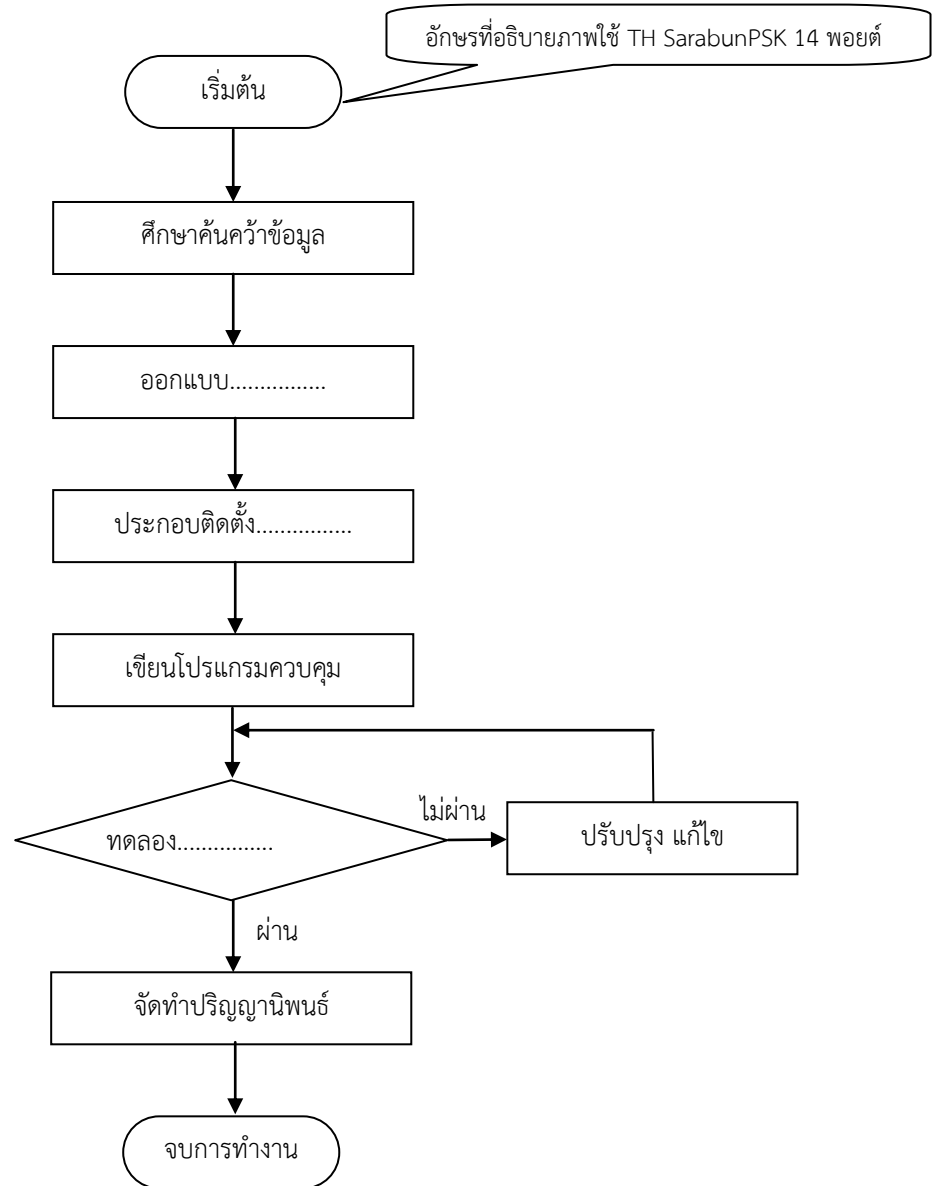 อักษรที่อธิบายภาพใช้ TH SarabunPSK 14 พอยต์
เริ่มต้น
ศึกษาค้นคว้าข้อมูล
ออกแบบ................
ประกอบติดตั้ง................
เขียนโปรแกรมควบคุม
ไม่ผ่าน
ทดลอง................
ปรับปรุง แก้ไข
ผ่าน
จัดทำปริญญานิพนธ์
จบการทำงาน